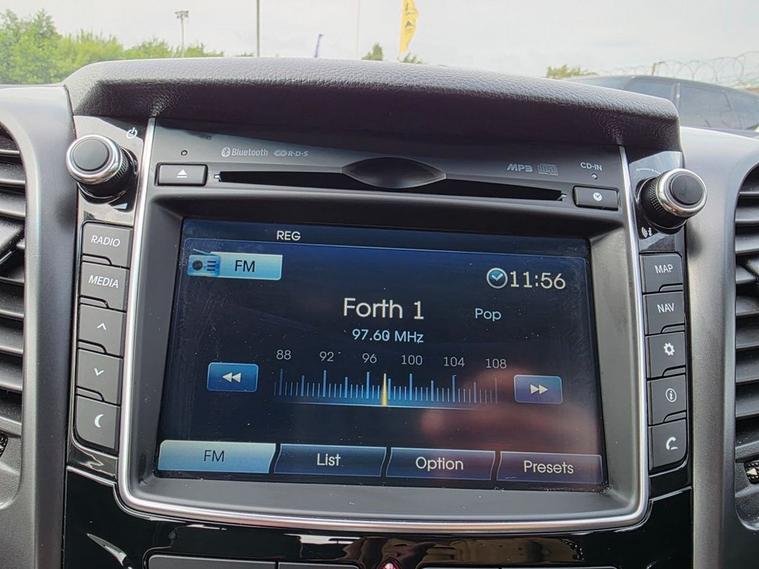 Bluetooth R·D·S
MP3
CD-IN
RADIO
MEDIA
MAP
NAV
REG
FM
11:56
Forth 1
Pop
97.60 MHz
88 92 96 100 104 108
FM List Option Presets